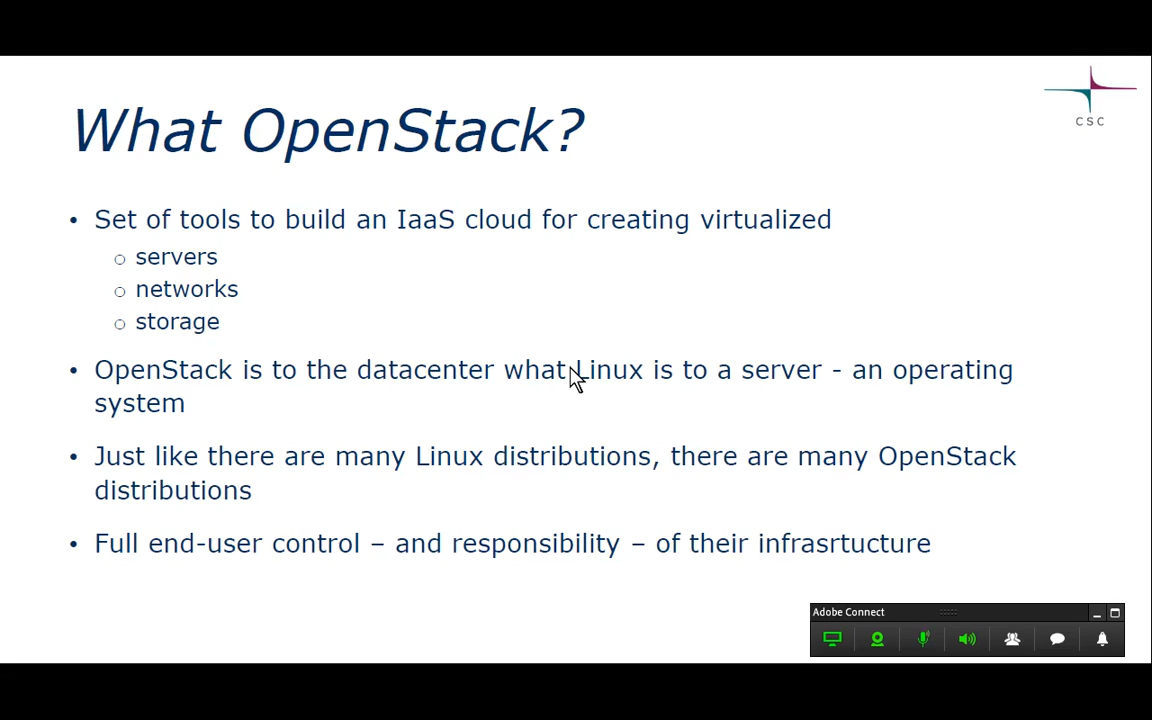 CSC
What OpenStack?
• Set of tools to build an IaaS cloud for creating virtualized
○ servers
○ networks
○ storage
• OpenStack is to the datacenter what Linux is to a server - an operating
system
• Just like there are many Linux distributions, there are many OpenStack
distributions
• Full end-user control – and responsibility – of their infrasrtucture
Adobe Connect